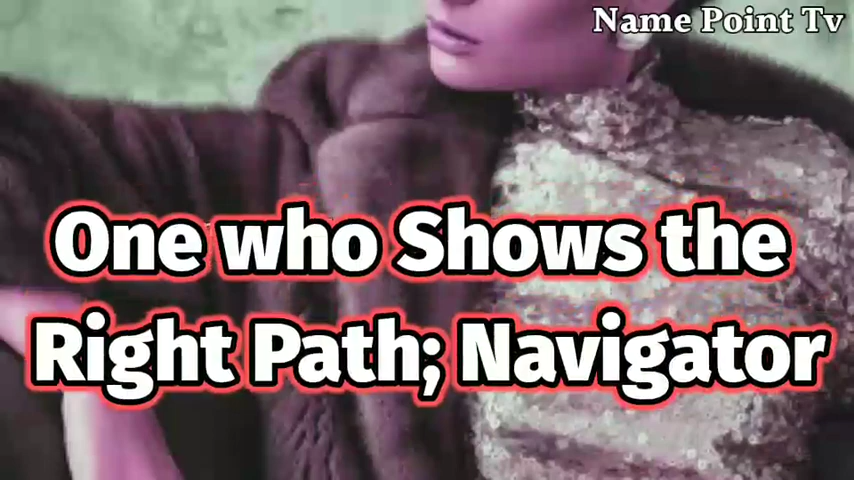 Name Point Tv
One who Shows the
Right Path; Navigator